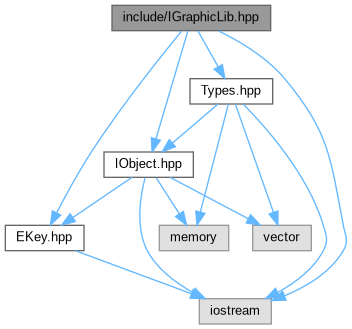 include/IGraphicLib.hpp
Types.hpp
IObject.hpp
EKey.hpp
memory
vector
iostream